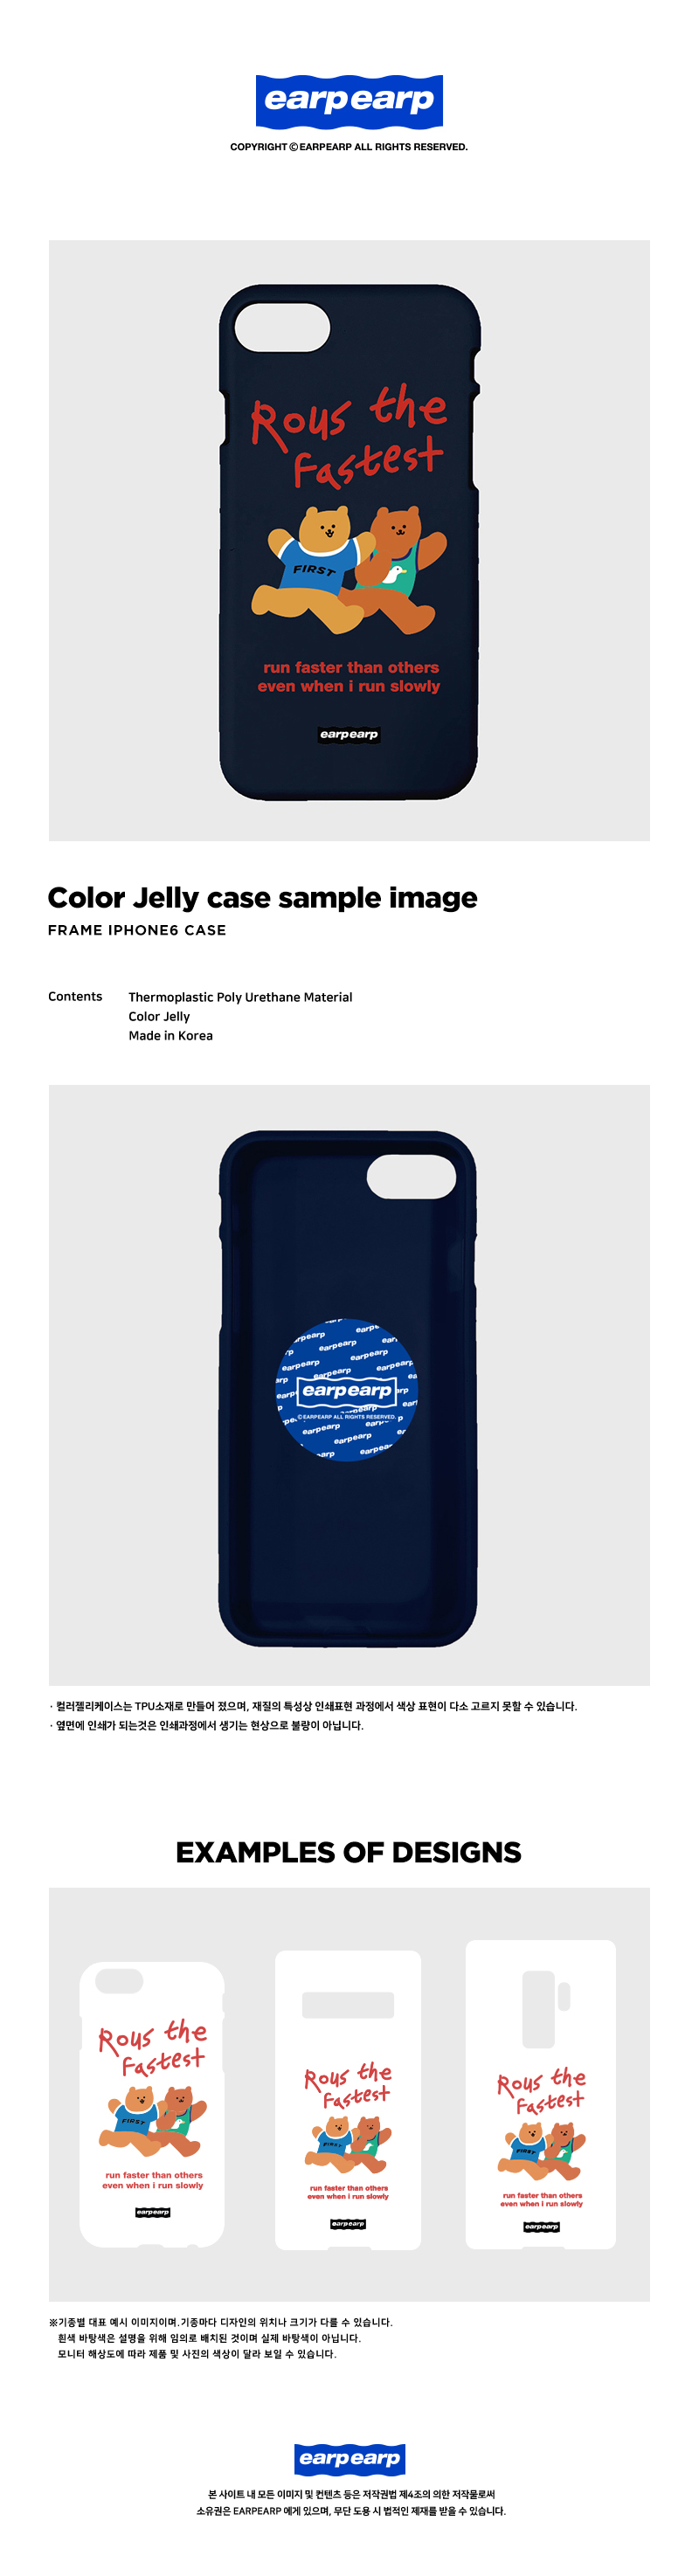 earpearp
COPYRIGHT ⓒ EARPEARP ALL RIGHTS RESERVED.
Rous the
fastest
FIRST
run faster than others
even when i run slowly
earpearp
Color Jelly case sample image
FRAME IPHONE6 CASE
Contents
Thermoplastic Poly Urethane Material
Color Jelly
Made in Korea
earpearp
ⓒEARPEARP ALL RIGHTS RESERVED.
· 컬러젤리케이스는 TPU소재로 만들어 졌으며, 재질의 특성상 인쇄표현 과정에서 색상 표현이 다소 고르지 못할 수 있습니다.
· 옆면에 인쇄가 되는것은 인쇄과정에서 생기는 현상으로 불량이 아닙니다.
EXAMPLES OF DESIGNS
Rous the
fastest
FIRST
run faster than others
even when i run slowly
earpearp
Rous the
fastest
FIRST
run faster than others
even when i run slowly
earpearp
Rous the
fastest
FIRST
run faster than others
even when i run slowly
earpearp
※기종별 대표 예시 이미지이며.기종마다 디자인의 위치나 크기가 다를 수 있습니다.
흰색 바탕색은 설명을 위해 임의로 배치된 것이며 실제 바탕색이 아닙니다.
모니터 해상도에 따라 제품 및 사진의 색상이 달라 보일 수 있습니다.
earpearp
본 사이트 내 모든 이미지 및 컨텐츠 등은 저작권법 제4조의 의한 저작물로써
소유권은 EARPEARP 에게 있으며, 무단 도용 시 법적인 제재를 받을 수 있습니다.